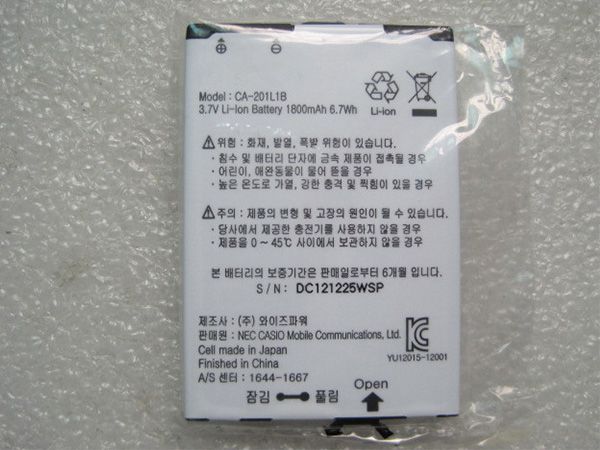 ⊕ ⊖
Model : CA-201L1B
3.7V Li-Ion Battery 1800mAh 6.7Wh
Li-ion
위험 : 화재, 발열, 폭발 위험이 있습니다.
· 침수 및 배터리 단자에 금속 제품이 접촉될 경우
· 어린이, 애완동물이 물어 뜯을 경우
· 높은 온도로 가열, 강한 충격 및 찍힘이 있을 경우
주의 : 제품의 변형 및 고장의 원인이 될 수 있습니다.
· 당사에서 제공한 충전기를 사용하지 않을 경우
· 제품을 0 ~ 45℃ 사이에서 보관하지 않을 경우
본 배터리의 보증기간은 판매일로부터 6개월 입니다.
S / N : DC121225WSP
제조사 : (주) 와이즈파워
판매원 : NEC CASIO Mobile Communications, Ltd.
Cell made in Japan
Finished in China
A/S 센터 : 1644-1667
YU12015-12001
잠김 풀림
Open